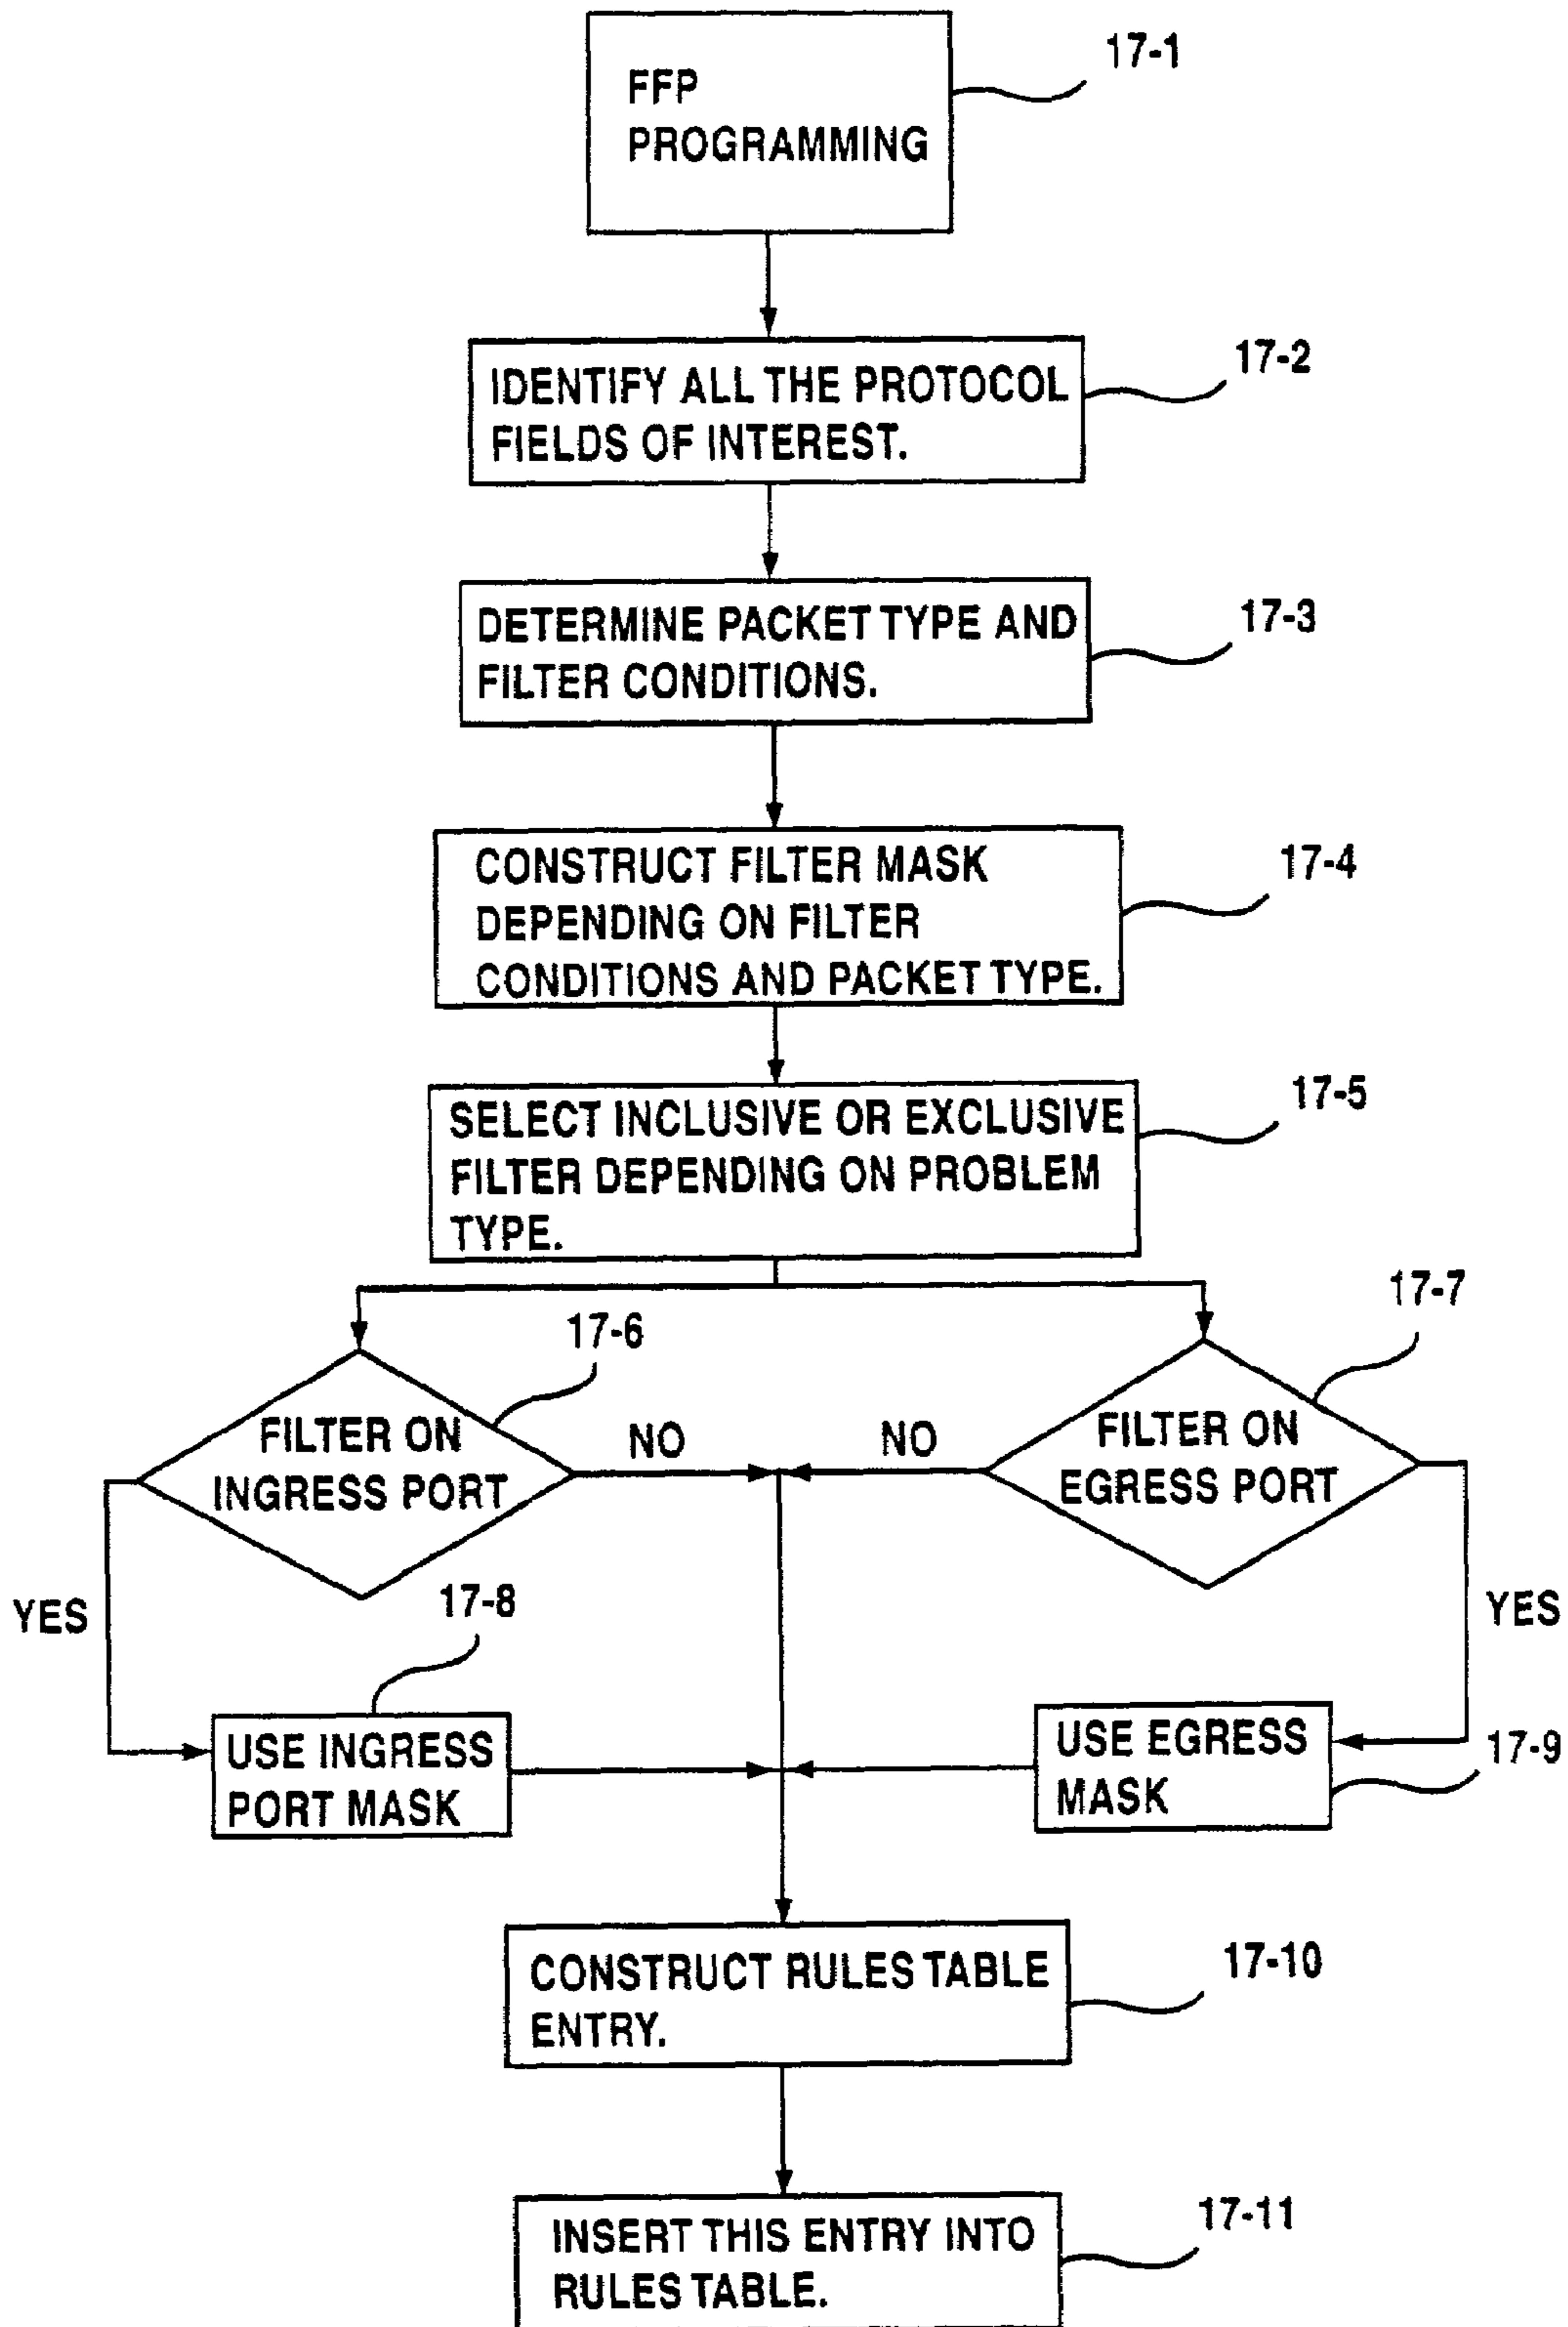 FFP
PROGRAMMING
17-1
IDENTIFY ALL THE PROTOCOL
FIELDS OF INTEREST.
17-2
DETERMINE PACKET TYPE AND
FILTER CONDITIONS.
17-3
CONSTRUCT FILTER MASK
DEPENDING ON FILTER
CONDITIONS AND PACKET TYPE.
17-4
SELECT INCLUSIVE OR EXCLUSIVE
FILTER DEPENDING ON PROBLEM
TYPE.
17-5
17-6
FILTER ON
INGRESS PORT
NO
YES
17-7
FILTER ON
EGRESS PORT
NO
YES
17-8
USE INGRESS
PORT MASK
USE EGRESS
MASK
17-9
CONSTRUCT RULES TABLE
ENTRY.
17-10
INSERT THIS ENTRY INTO
RULES TABLE.
17-11